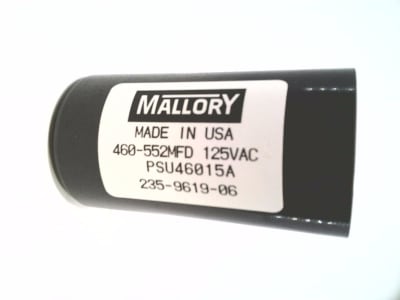 MALLORY
MADE IN USA
460-552MFD 125VAC
PSU46015A
235-9619-06